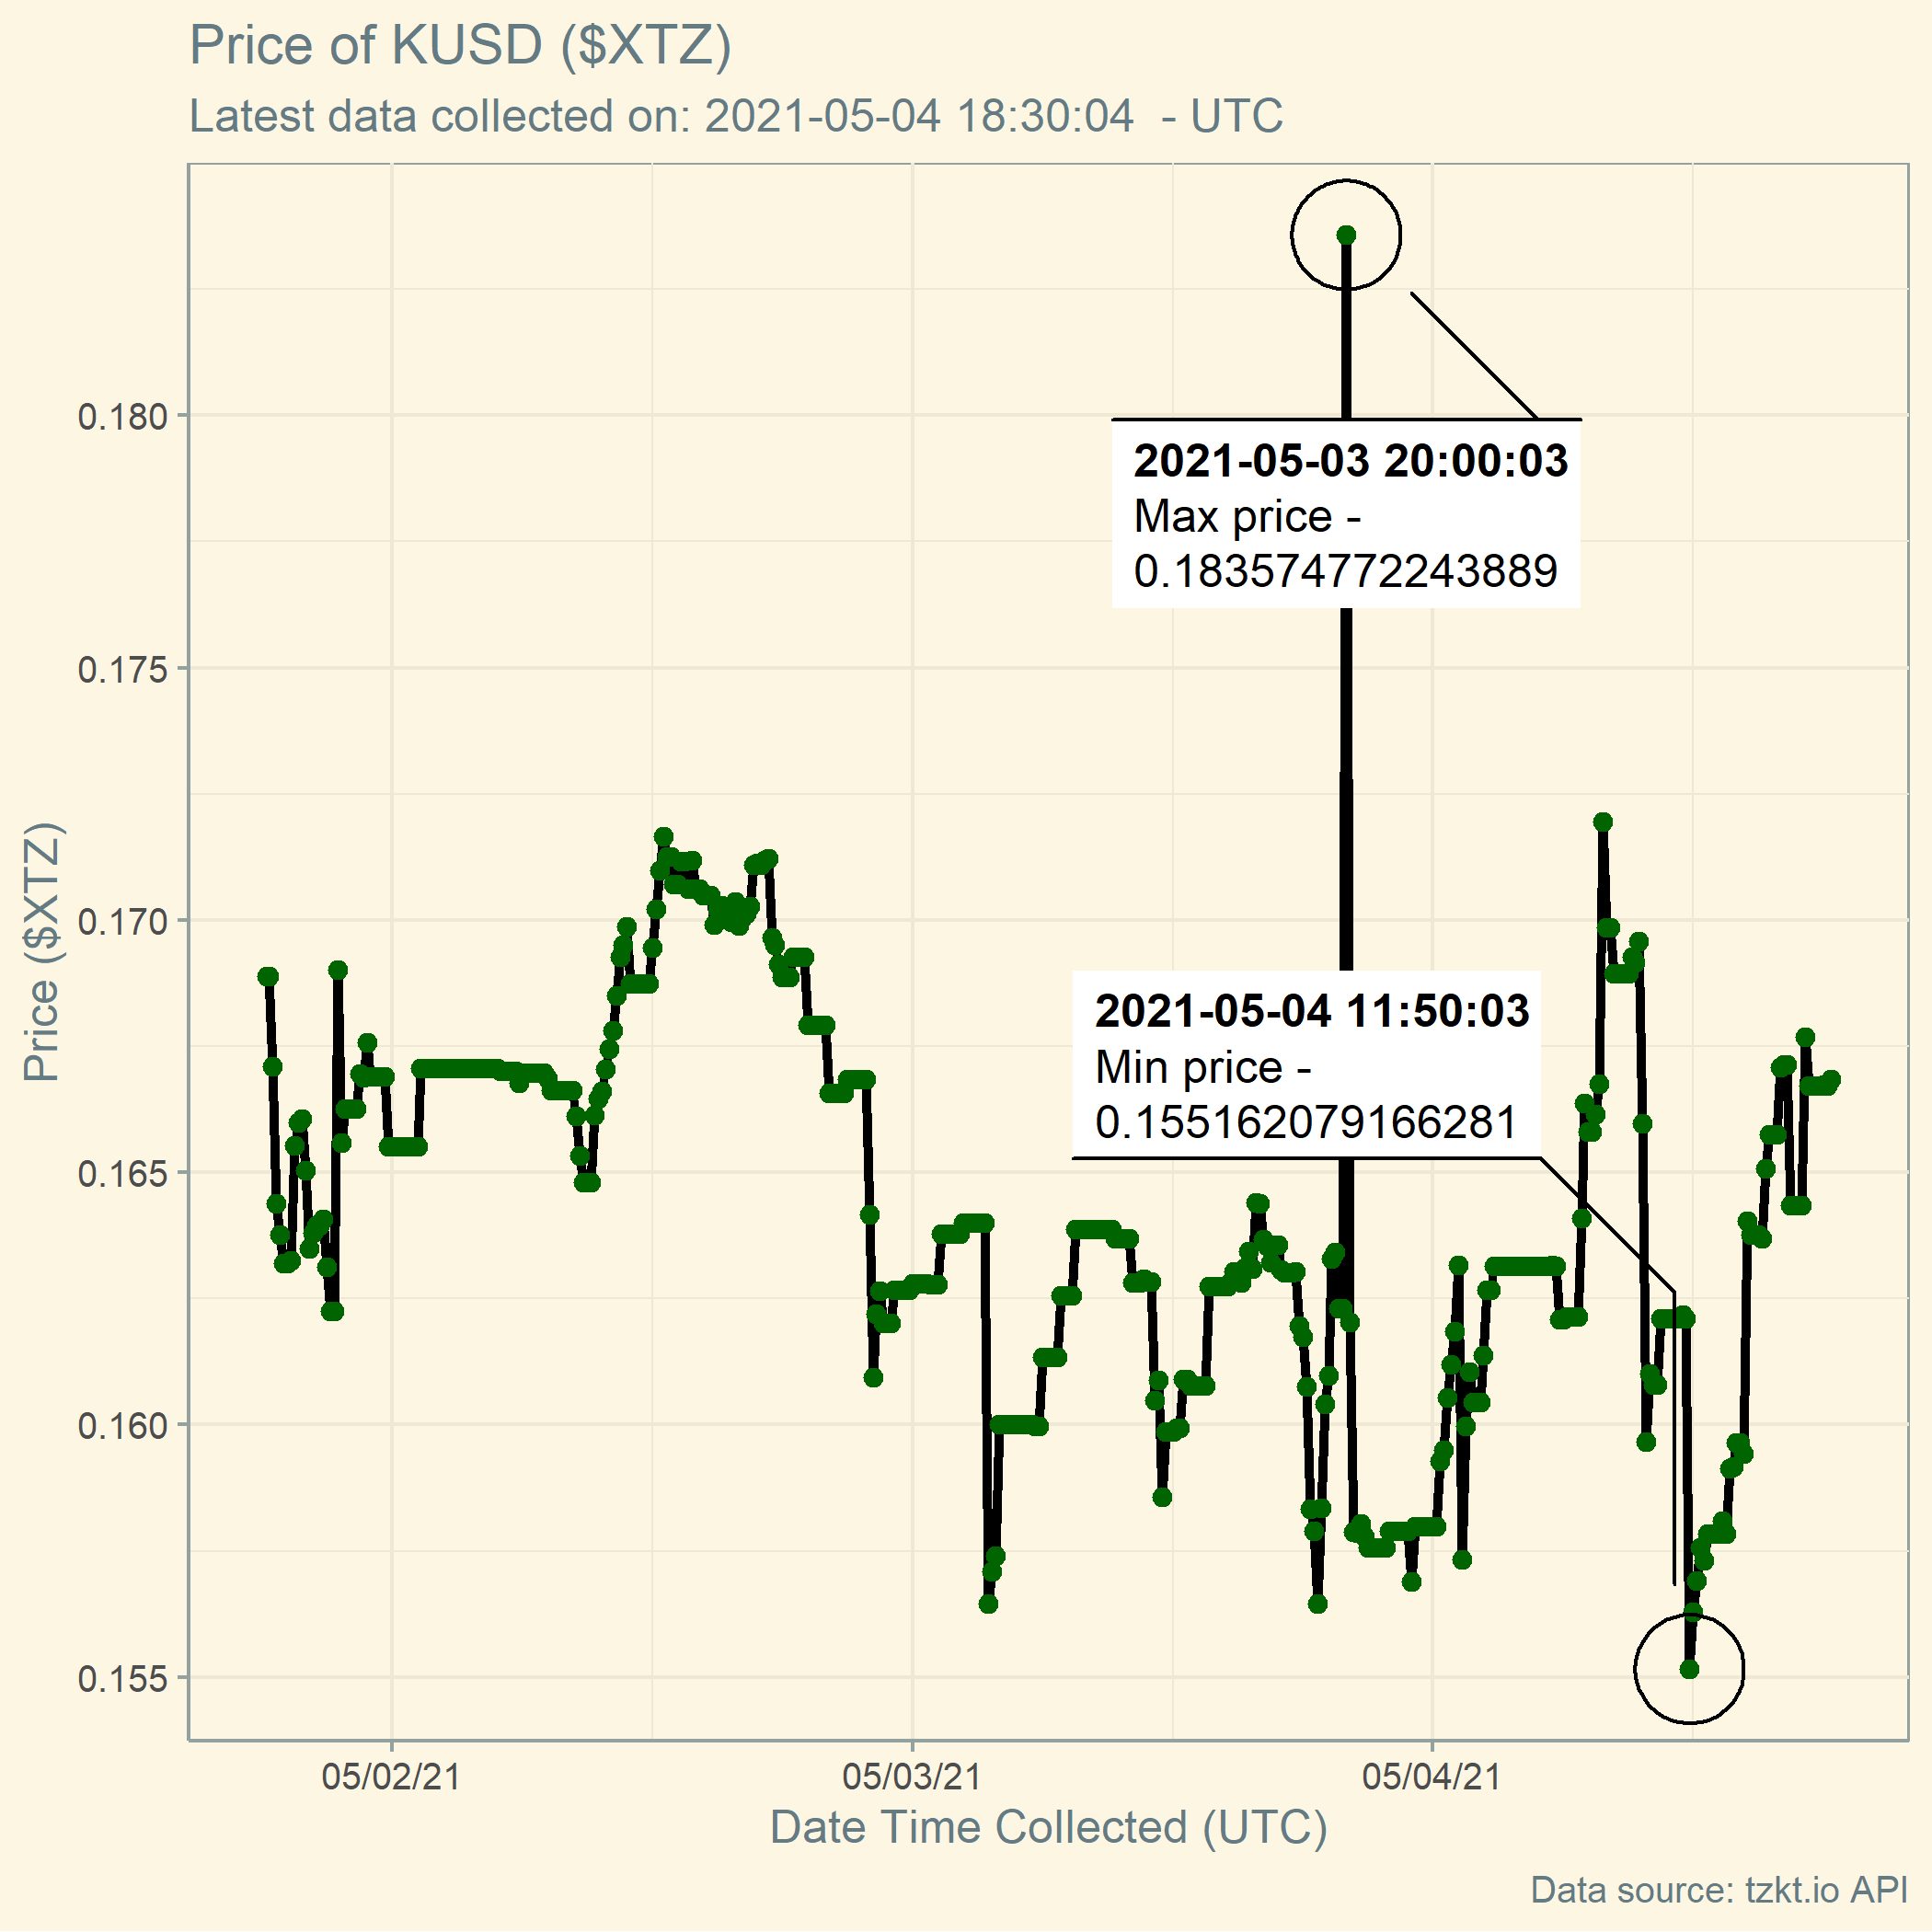 Price of KUSD ($XTZ)
Latest data collected on: 2021-05-04 18:30:04  - UTC
Price ($XTZ)
0.180
0.175
0.170
0.165
0.160
0.155
2021-05-03 20:00:03
Max price -
0.183574772243889
2021-05-04 11:50:03
Min price -
0.155162079166281
05/02/21
05/03/21
05/04/21
Date Time Collected (UTC)
Data source: tzkt.io API